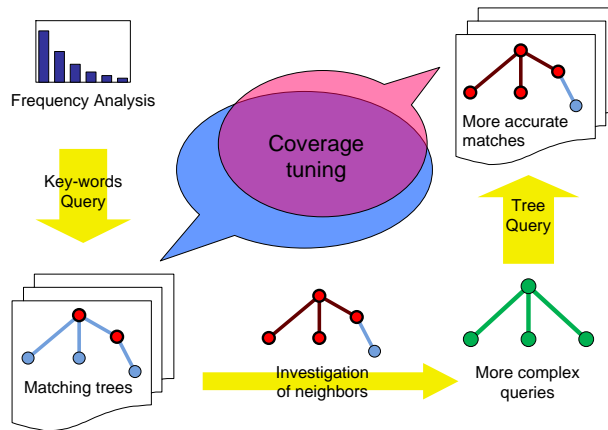 Frequency Analysis
Key-words
Query
Coverage
tuning
More accurate
matches
Tree
Query
Matching trees
Investigation
of neighbors
More complex
queries